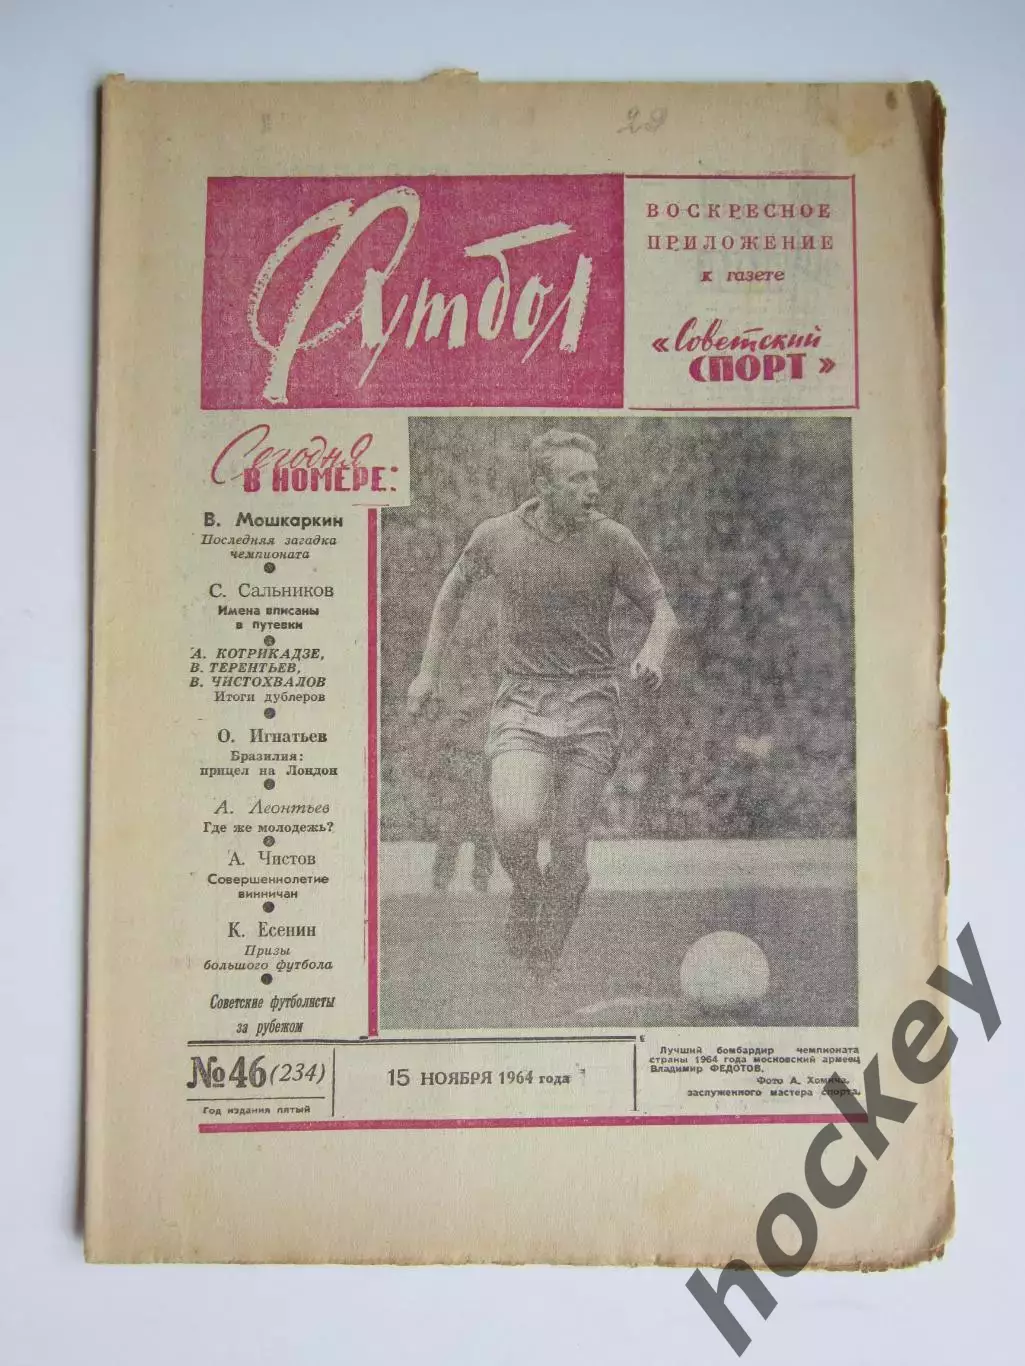 29
Футбол
ВОСКРЕСНОЕ
ПРИЛОЖЕНИЕ
к газете
«Советский
СПОРТ»
Сегодня
В НОМЕРЕ:
В. Мошкаркин
Последняя загадка
чемпионата
С. Сальников
Имена вписаны
в путевки
А. КОТРИКАДЗЕ,
В. ТЕРЕНТЬЕВ,
В. ЧИСТОХВАЛОВ
Итоги дублеров
О. Игнатьев
Бразилия:
прицел на Лондон
А. Леонтьев
Где же молодежь?
А. Чистов
Совершеннолетие
винничан
К. Есенин
Призы
большого футбола
Советские футболисты
за рубежом
№ 46 (234)
Год издания пятый
15 НОЯБРЯ 1964 года
Лучший бомбардир чемпионата
страны 1964 года московский армеец
Владимир ФЕДОТОВ.
Фото А. Хомича,
заслуженного мастера спорта.
hockey